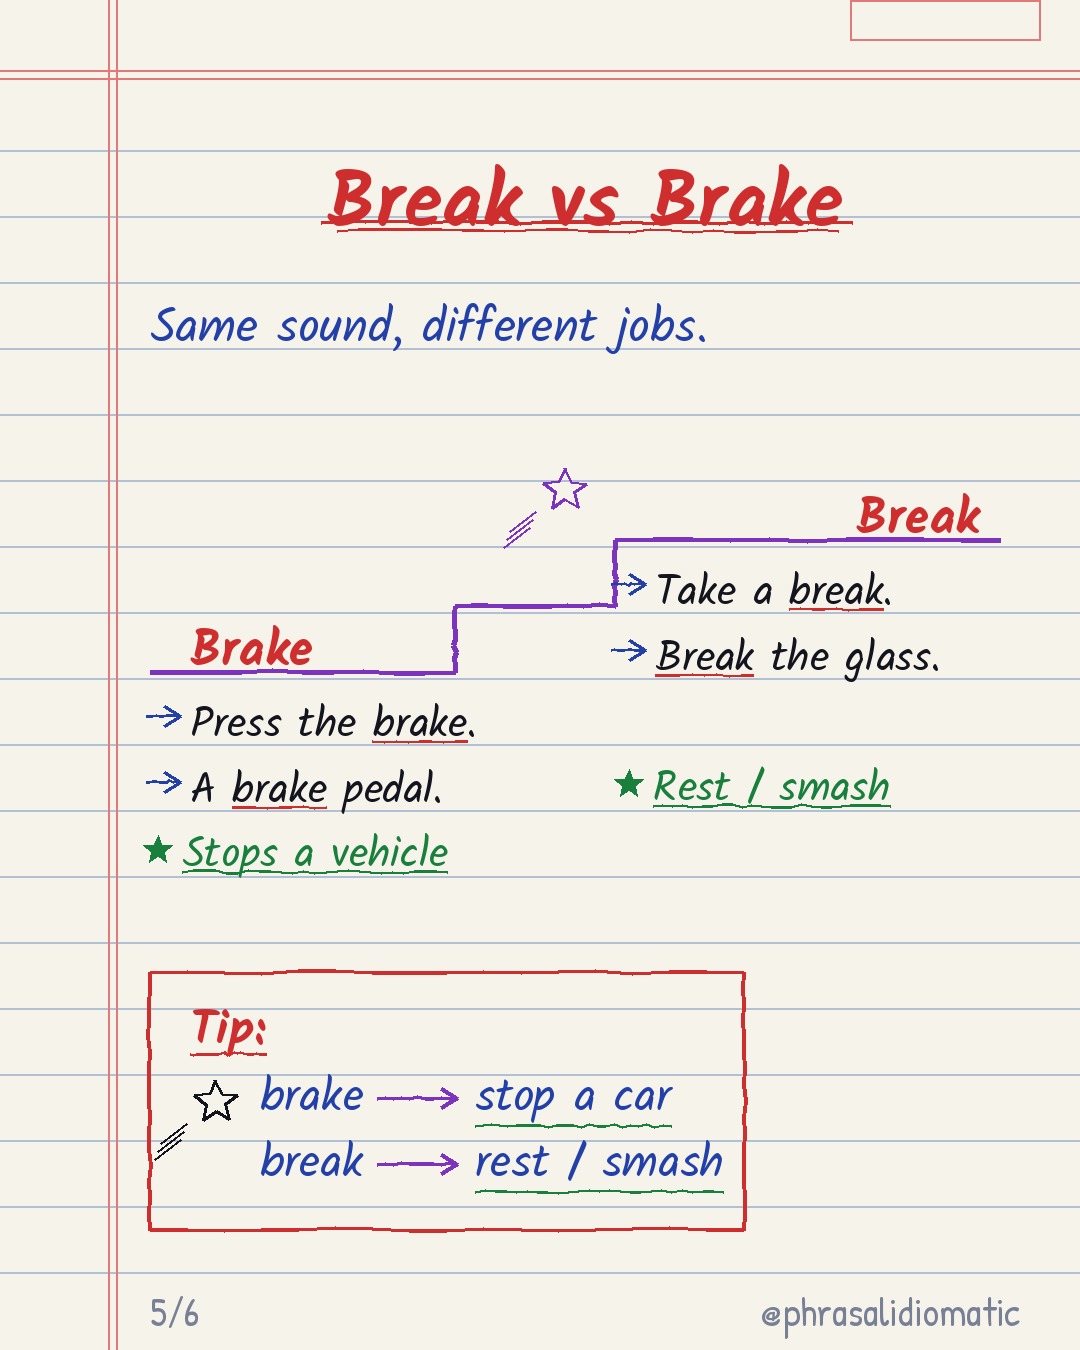 Break vs Brake
Same sound, different jobs.
Break
→ Take a break.
→ Break the glass.
★ Rest / smash
Brake
→ Press the brake.
→ A brake pedal.
★ Stops a vehicle
Tip:
☆ brake → stop a car
break → rest / smash
5/6
@phrasalidiomatic